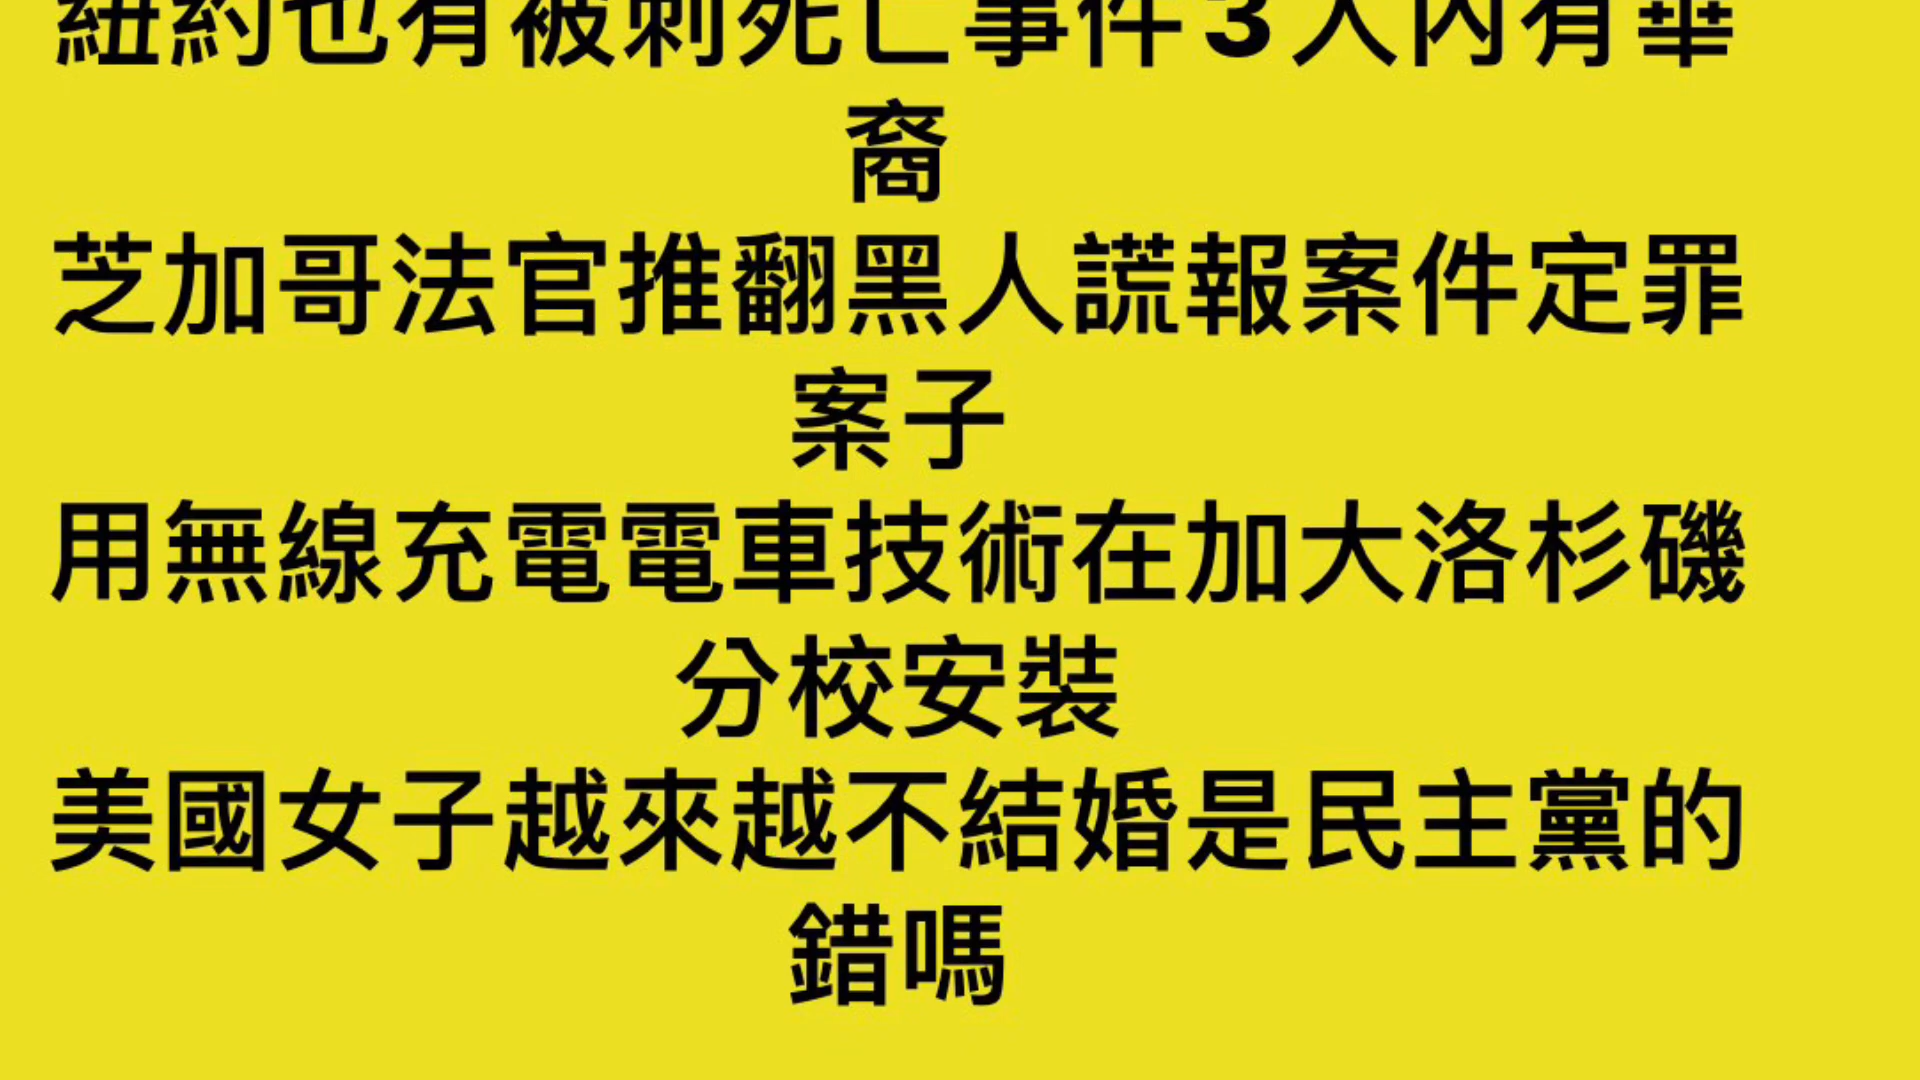 紐約也有被刺死亡事件3人內有華
裔
芝加哥法官推翻黑人謊報案件定罪
案子
用無線充電電車技術在加大洛杉磯
分校安裝
美國女子越來越不結婚是民主黨的
錯嗎